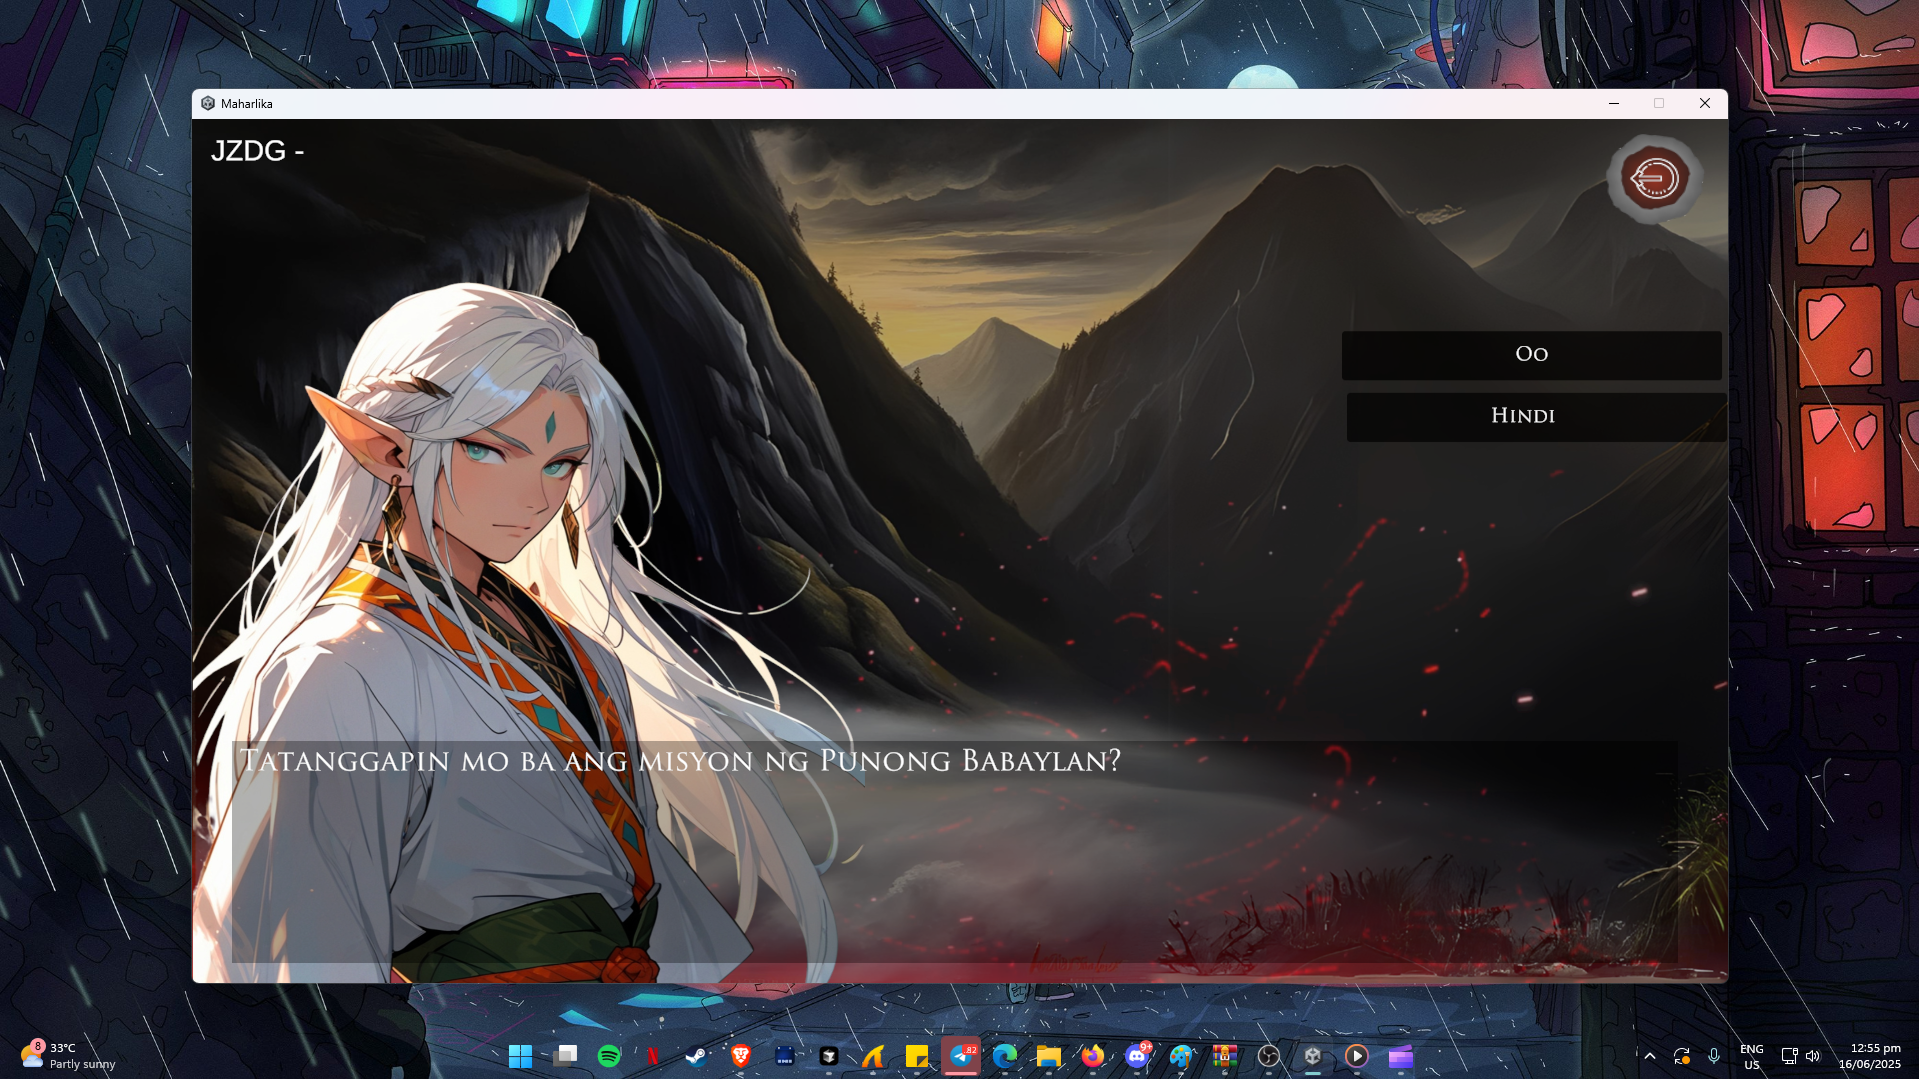 Maharlika
JZDG -
Oo
Hindi
Tatanggapin mo ba ang misyon ng Punong Babaylan?
8
33°C
Partly sunny
82
9+
ENG
US
12:55 pm
16/06/2025